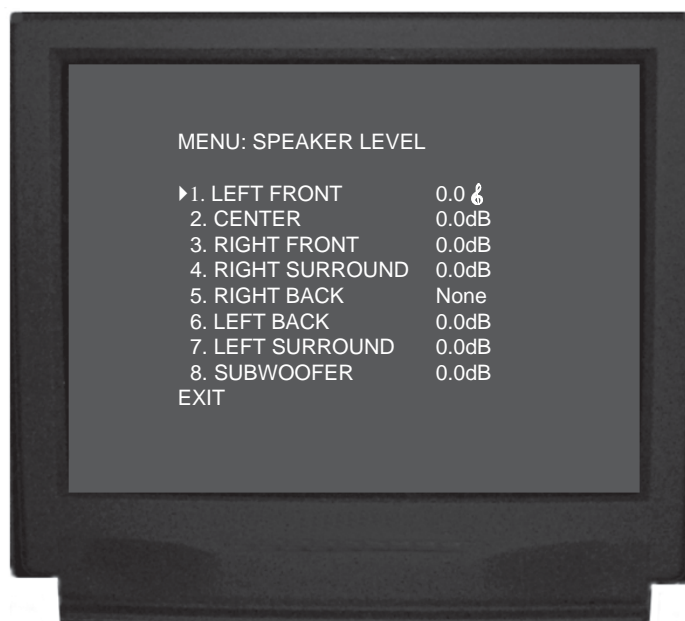 MENU: SPEAKER LEVEL
1. LEFT FRONT 0.0
2. CENTER 0.0dB
3. RIGHT FRONT 0.0dB
4. RIGHT SURROUND 0.0dB
5. RIGHT BACK None
6. LEFT BACK 0.0dB
7. LEFT SURROUND 0.0dB
8. SUBWOOFER 0.0dB
EXIT